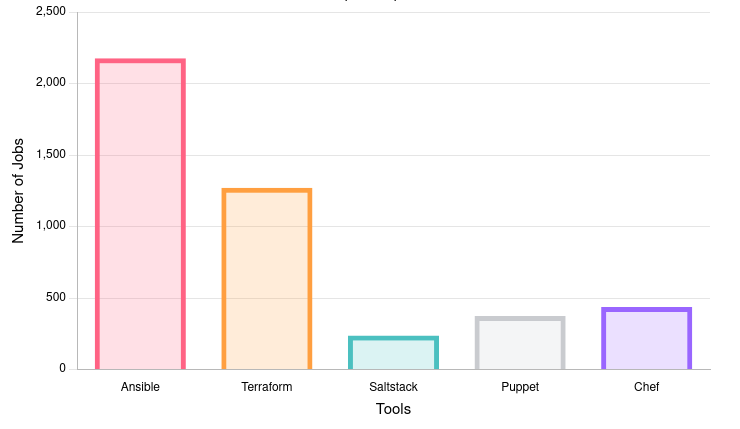 2,500
2,000
1,500
1,000
500
0
Number of Jobs
Ansible Terraform Saltstack Puppet Chef
Tools